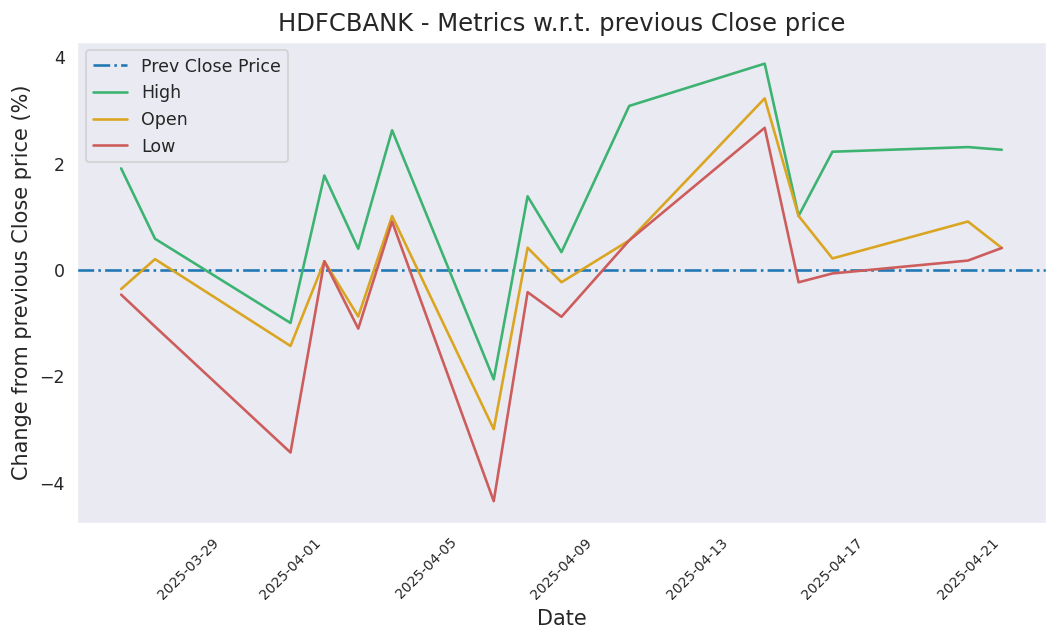 HDFCBANK - Metrics w.r.t. previous Close price
Change from previous Close price (%)
Prev Close Price
High
Open
Low
4
2
0
−2
−4
2025-03-29
2025-04-01
2025-04-05
2025-04-09
2025-04-13
2025-04-17
2025-04-21
Date